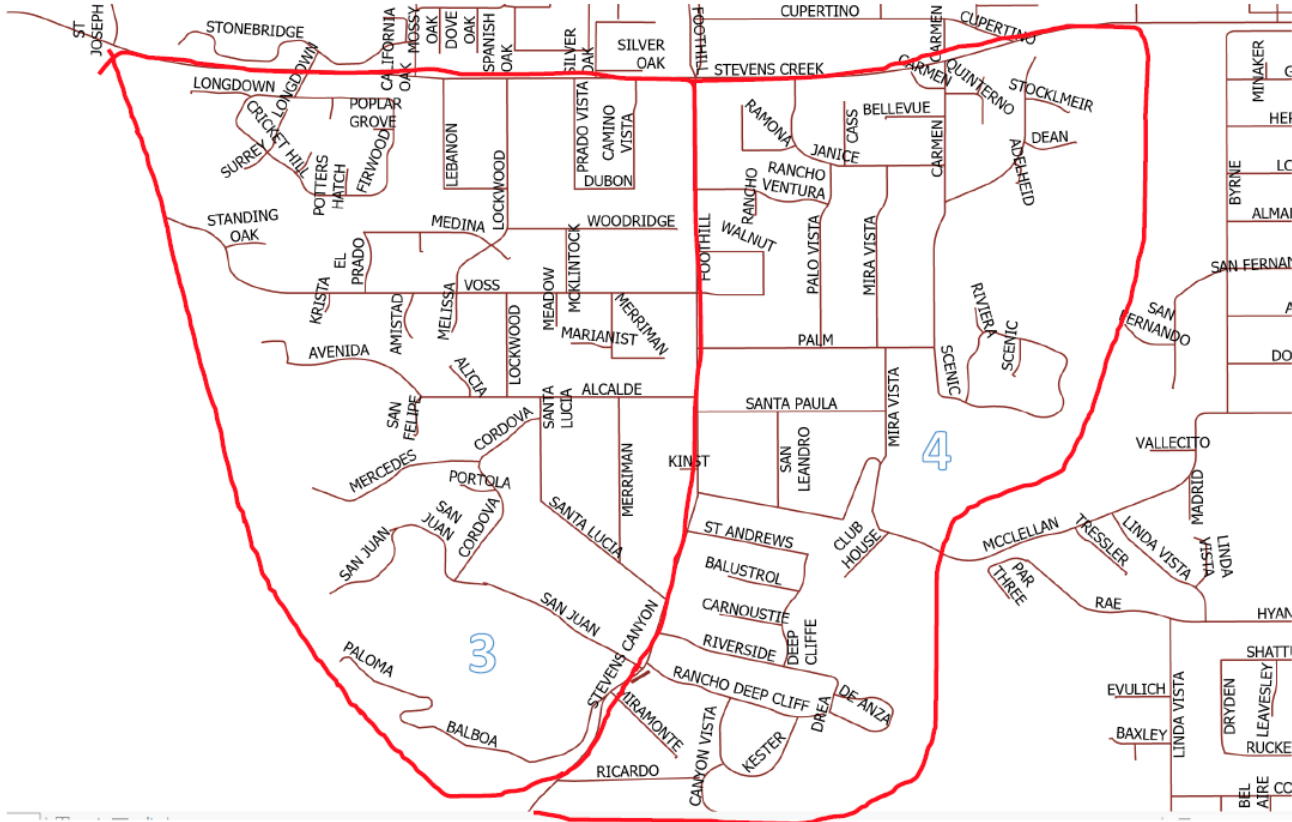 ST
JOSEPH
STONEBRIDGE
CALIFORNIA
OAK
MOSSY
OAK
DOVE
OAK
SPANISH
OAK
SILVER
OAK
SILVER
OAK
FOOTHILL
CUPERTINO
CARMEN
CUPERTINO
STEVENS CREEK
LONGDOWN
LONGDOWN
POPLAR
GROVE
CRICKET HILL
SURREY
POTTERS
HATCH
FIRWOOD
LEBANON
LOCKWOOD
PRADO VISTA
CAMINO
VISTA
DUBON
RAMONA
CASS
BELLEVUE
CARMEN
QUINTERNO
STOCKLMEIR
DEAN
ADELHEID
CARMEN
JANICE
RANCHO
VENTURA
RANCHO
MINAKER
BYRNE
ALMA
SAN FERNAN
STANDING
OAK
MEDINA
WOODRIDGE
EL
PRADO
MCKLINTOCK
FOOTHILL
WALNUT
PALO VISTA
MIRA VISTA
VOSS
KRISTA
AMISTAD
MELISSA
LOCKWOOD
MEADOW
MERRIMAN
MARIANIST
RIVIERA
SCENIC
SCENIC
SAN
FERNANDO
DO
PALM
AVENIDA
ALICIA
ALCALDE
SAN
FELIPE
SANTA
LUCIA
CORDOVA
SANTA PAULA
MIRA VISTA
SAN
LEANDRO
4
VALLECITO
MERCEDES
PORTOLA
MERRIMAN
KINST
SAN
JUAN
CORDOVA
SANTA LUCIA
SAN JUAN
ST ANDREWS
CLUB
HOUSE
MCCLELLAN
TRESSLER
LINDA VISTA
MADRID
LINDA
VISTA
BALUSTROL
PAR
THREE
RAE
HYAN
CARNOUSTIE
SAN JUAN
STEVENS CANYON
RIVERSIDE
DEEP
CLIFFE
3
PALOMA
RANCHO DEEP CLIFF
DREA
DE ANZA
SHATTU
EVULICH
LINDA VISTA
DRYDEN
LEAVESLEY
BALBOA
MIRAMONTE
CANYON VISTA
KESTER
BAXLEY
RUCKE
RICARDO
BEL
AIRE
CO